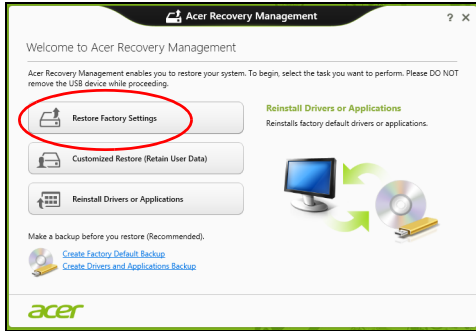 Acer Recovery Management
? X
Welcome to Acer Recovery Management
Acer Recovery Management enables you to restore your system. To begin, select the task you want to perform. Please DO NOT
remove the USB device while proceeding.
Restore Factory Settings
Customized Restore (Retain User Data)
Reinstall Drivers or Applications
Reinstall Drivers or Applications
Reinstalls factory default drivers or applications.
Make a backup before you restore (Recommended).
Create Factory Default Backup
Create Drivers and Applications Backup
acer